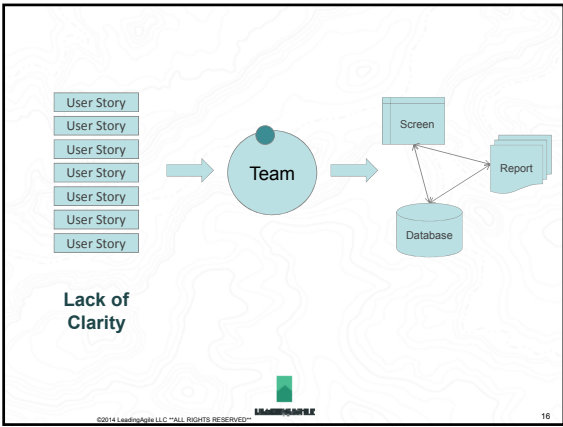 User Story
User Story
User Story
User Story
User Story
User Story
User Story
Team
Screen
Report
Database
Lack of
Clarity
©2014 LeadingAgile LLC **ALL RIGHTS RESERVED**
16